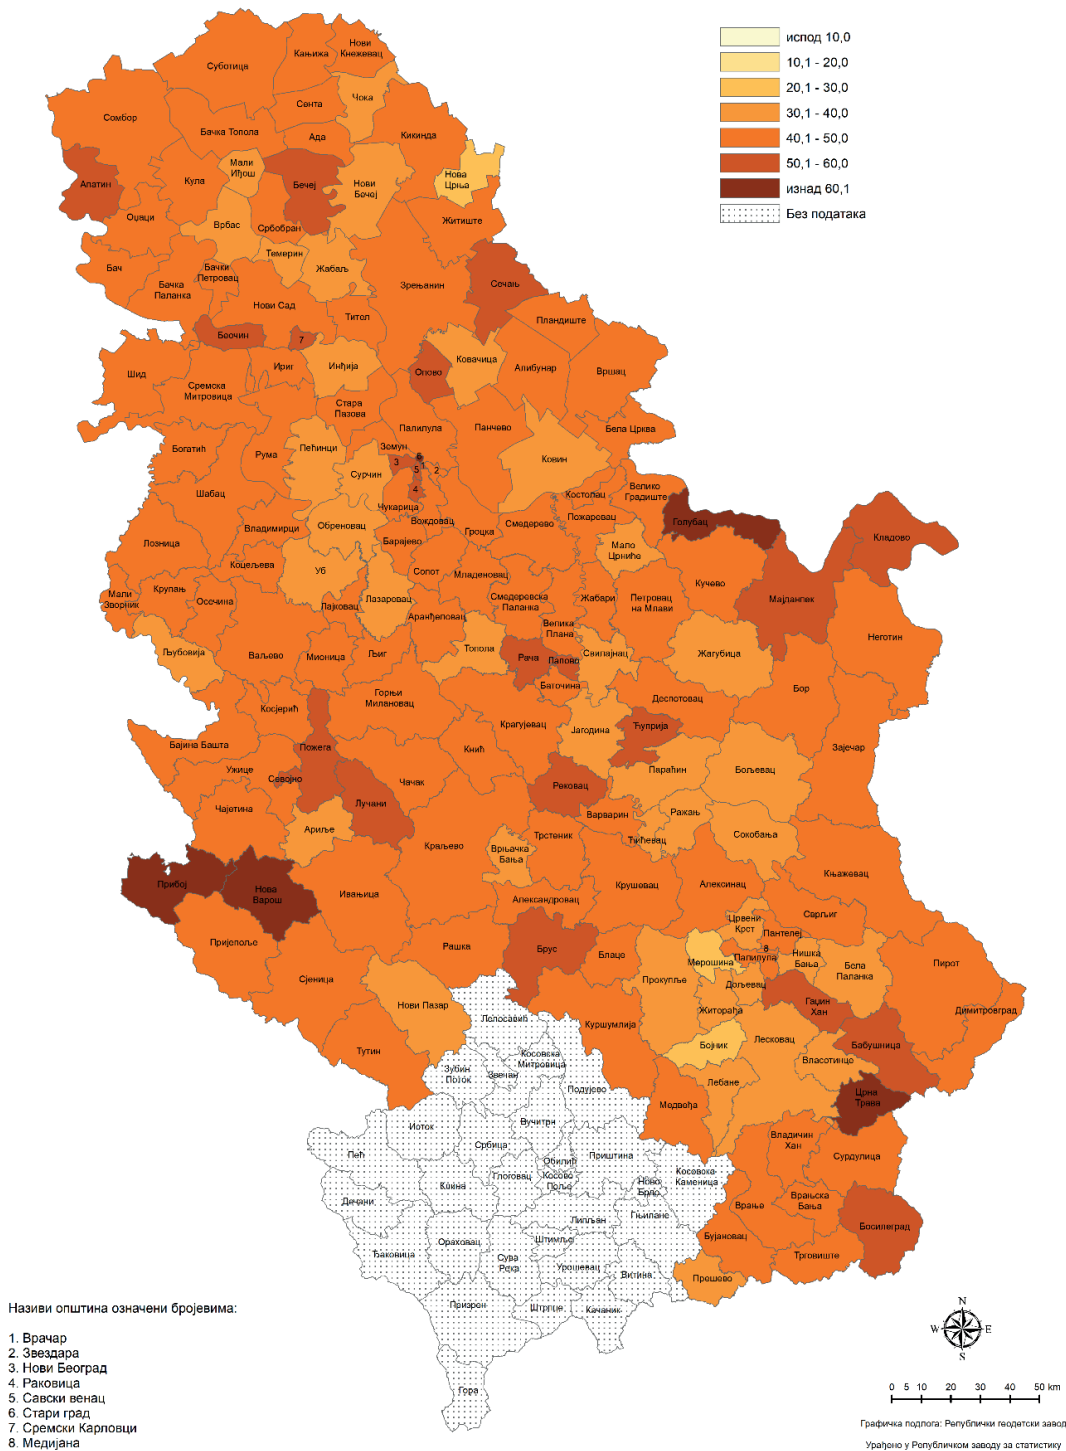 испод 10,0
10,1 - 20,0
20,1 - 30,0
30,1 - 40,0
40,1 - 50,0
50,1 - 60,0
изнад 60,1
Без података
Суботица
Кањижа
Нови
Кнежевац
Сомбор
Бачка Топола
Сента
Чока
Ада
Кикинда
Апатин
Кула
Мали
Иђош
Бечеј
Нови
Бечеј
Нова
Црња
Оџаци
Врбас
Србобран
Житиште
Бач
Бачка
Паланка
Бачки
Петровац
Темерин
Жабаљ
Зрењанин
Сечањ
Нови Сад
Тител
Пландиште
Беочин
7
Шид
Сремска
Митровица
Ириг
Инђија
Опово
Ковачица
Алибунар
Вршац
Стара
Пазова
Палилула
Панчево
Бела Црква
Богатић
Рума
Пећинци
Земун
6
3
5
1
2
4
Сурчин
Ковин
Шабац
Чукарица
Костолац
Велико
Градиште
Голубац
Кладово
Владимирци
Обреновац
Вождовац
Гроцка
Смедерево
Пожаровац
Лозница
Барајево
Мало
Црниће
Коцељева
Уб
Сопот
Младеновац
Кучево
Мајданпек
Мали
Зворник
Крупањ
Осечина
Лајковац
Лазаровац
Аранђеловац
Смедеревска
Паланка
Жабари
Петровац
на Млави
Неготин
Љубовија
Ваљево
Мионица
Љиг
Топола
Рача
Велика
Плана
Лапово
Свилајнац
Жагубица
Баточина
Бор
Косјерић
Горњи
Милановац
Деспотовац
Крагујевац
Јагодина
Ћуприја
Бајина Башта
Пожега
Кнић
Зајечар
Ужице
Севојно
Чачак
Параћин
Бољевац
Лучани
Рековац
Чајетина
Варварин
Ражањ
Ариље
Краљево
Врњачка
Бања
Трстеник
Ћићевац
Сокобања
Прибој
Нова
Варош
Ивањица
Крушевац
Алексинац
Књажевац
Александровац
Пријепоље
Рашка
Брус
Блаце
Црвени
Крст
Сврљиг
Пантелеј
8
Мерошина
Палилула
Нишка
Бања
Бела
Паланка
Пирот
Сјеница
Прокупље
Дољевац
Гаџин
Хан
Димитровград
Нови Пазар
Житорађа
Куршумлија
Лепосавић
Тутин
Бојник
Лесковац
Бабушница
Власотинце
Косовска
Митровица
Зубин
Поток
Звечан
Лебане
Подујево
Медвеђа
Црна
Трава
Исток
Вучитрн
Владичин
Хан
Сурдулица
Пећ
Србица
Обилић
Приштина
Косовска
Каменица
Глоговац
Косово
Поље
Клина
Ново
Брдо
Дечани
Врање
Врањска
Бања
Гњилане
Липљан
Босилеград
Ђаковица
Ораховац
Штимље
Бујановац
Трговиште
Сува
Река
Урошевац
Витина
Прешево
Призрен
Штрпце
Качаник
Гора
Називи општина означени бројевима:
1. Врачар
2. Звездара
3. Нови Београд
4. Раковица
5. Савски венац
6. Стари град
7. Сремски Карловци
8. Медијана
N
W
E
S
0 5 10 20 30 40 50 km
Графичка подлога: Републички геодетски завод
Урађено у Републичком заводу за статистику